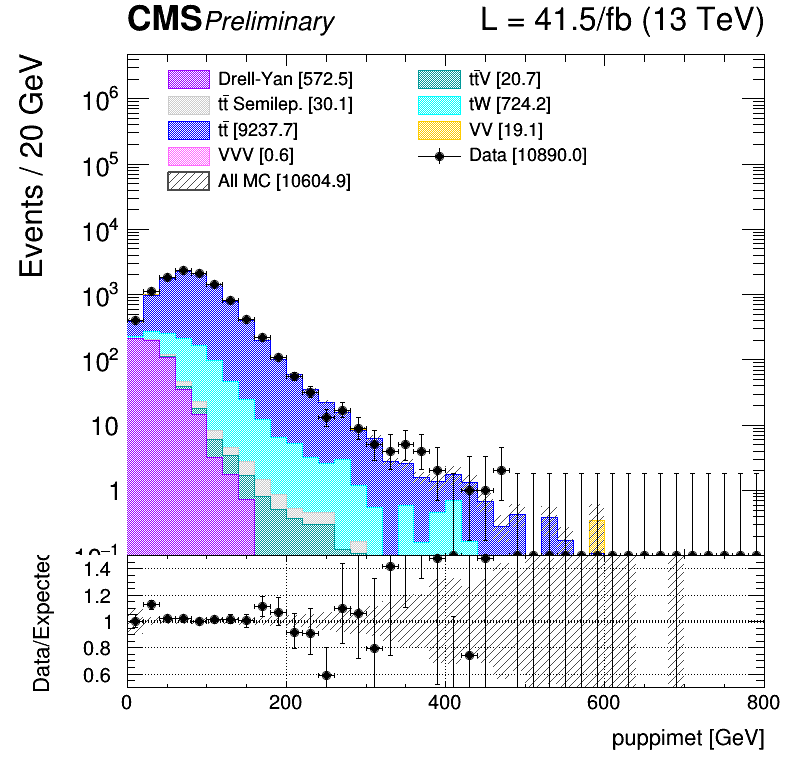 CMS Preliminary L = 41.5/fb (13 TeV)
Events / 20 GeV
Drell-Yan [572.5]
tt̄ Semilep. [30.1]
tt̄ [9237.7]
VVV [0.6]
All MC [10604.9]
tt̄V [20.7]
tW [724.2]
VV [19.1]
Data [10890.0]
10⁶
10⁵
10⁴
10³
10²
10
1
10⁻¹
Data/Expected
1.4
1.2
1
0.8
0.6
0 200 400 600 800
puppimet [GeV]